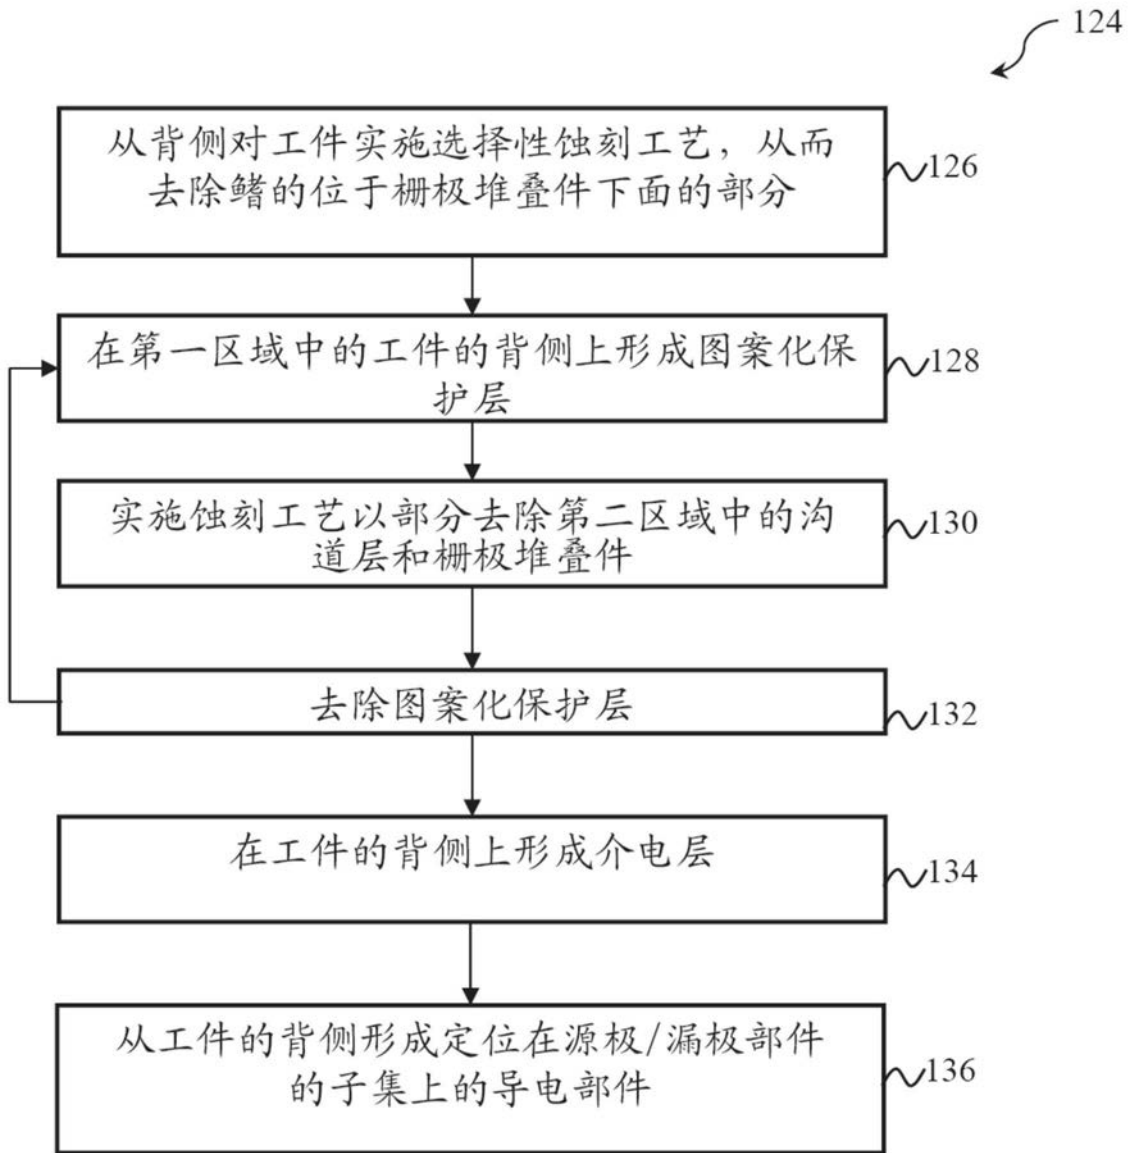 124
从背侧对工件实施选择性蚀刻工艺，从而
去除鳍的位于栅极堆叠件下面的部分
126
在第一区域中的工件的背侧上形成图案化保
护层
128
实施蚀刻工艺以部分去除第二区域中的沟
道层和栅极堆叠件
130
去除图案化保护层
132
在工件的背侧上形成介电层
134
从工件的背侧形成定位在源极/漏极部件
的子集上的导电部件
136